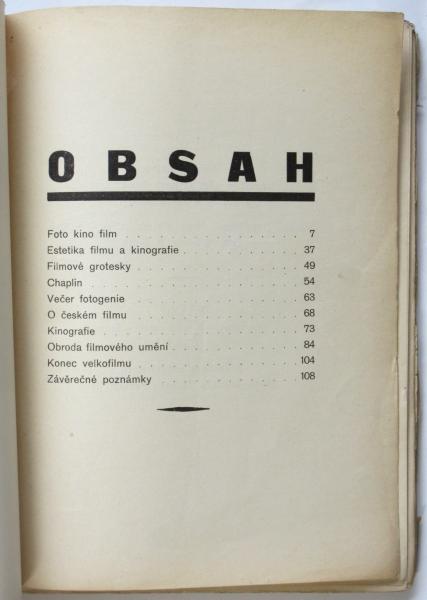 OBSAH
Foto kino film 7
Estetika filmu a kinografie 37
Filmové grotesky 49
Chaplin 54
Večer fotogenie 63
O českém filmu 68
Kinografie 73
Obroda filmového umění 84
Konec velkofilmu 104
Závěrečné poznámky 108